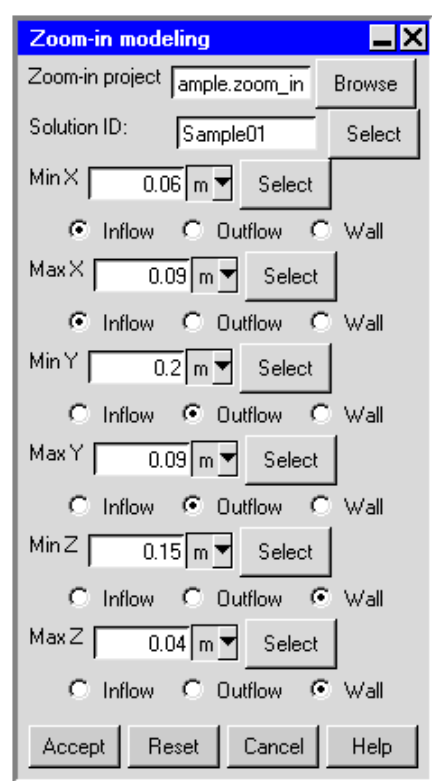 Zoom-in modeling
Zoom-in project ample.zoom_in Browse
Solution ID: Sample01 Select
Min X 0.06 m Select
Inflow Outflow Wall
Max X 0.09 m Select
Inflow Outflow Wall
Min Y 0.2 m Select
Inflow Outflow Wall
Max Y 0.09 m Select
Inflow Outflow Wall
Min Z 0.15 m Select
Inflow Outflow Wall
Max Z 0.04 m Select
Inflow Outflow Wall
Accept Reset Cancel Help